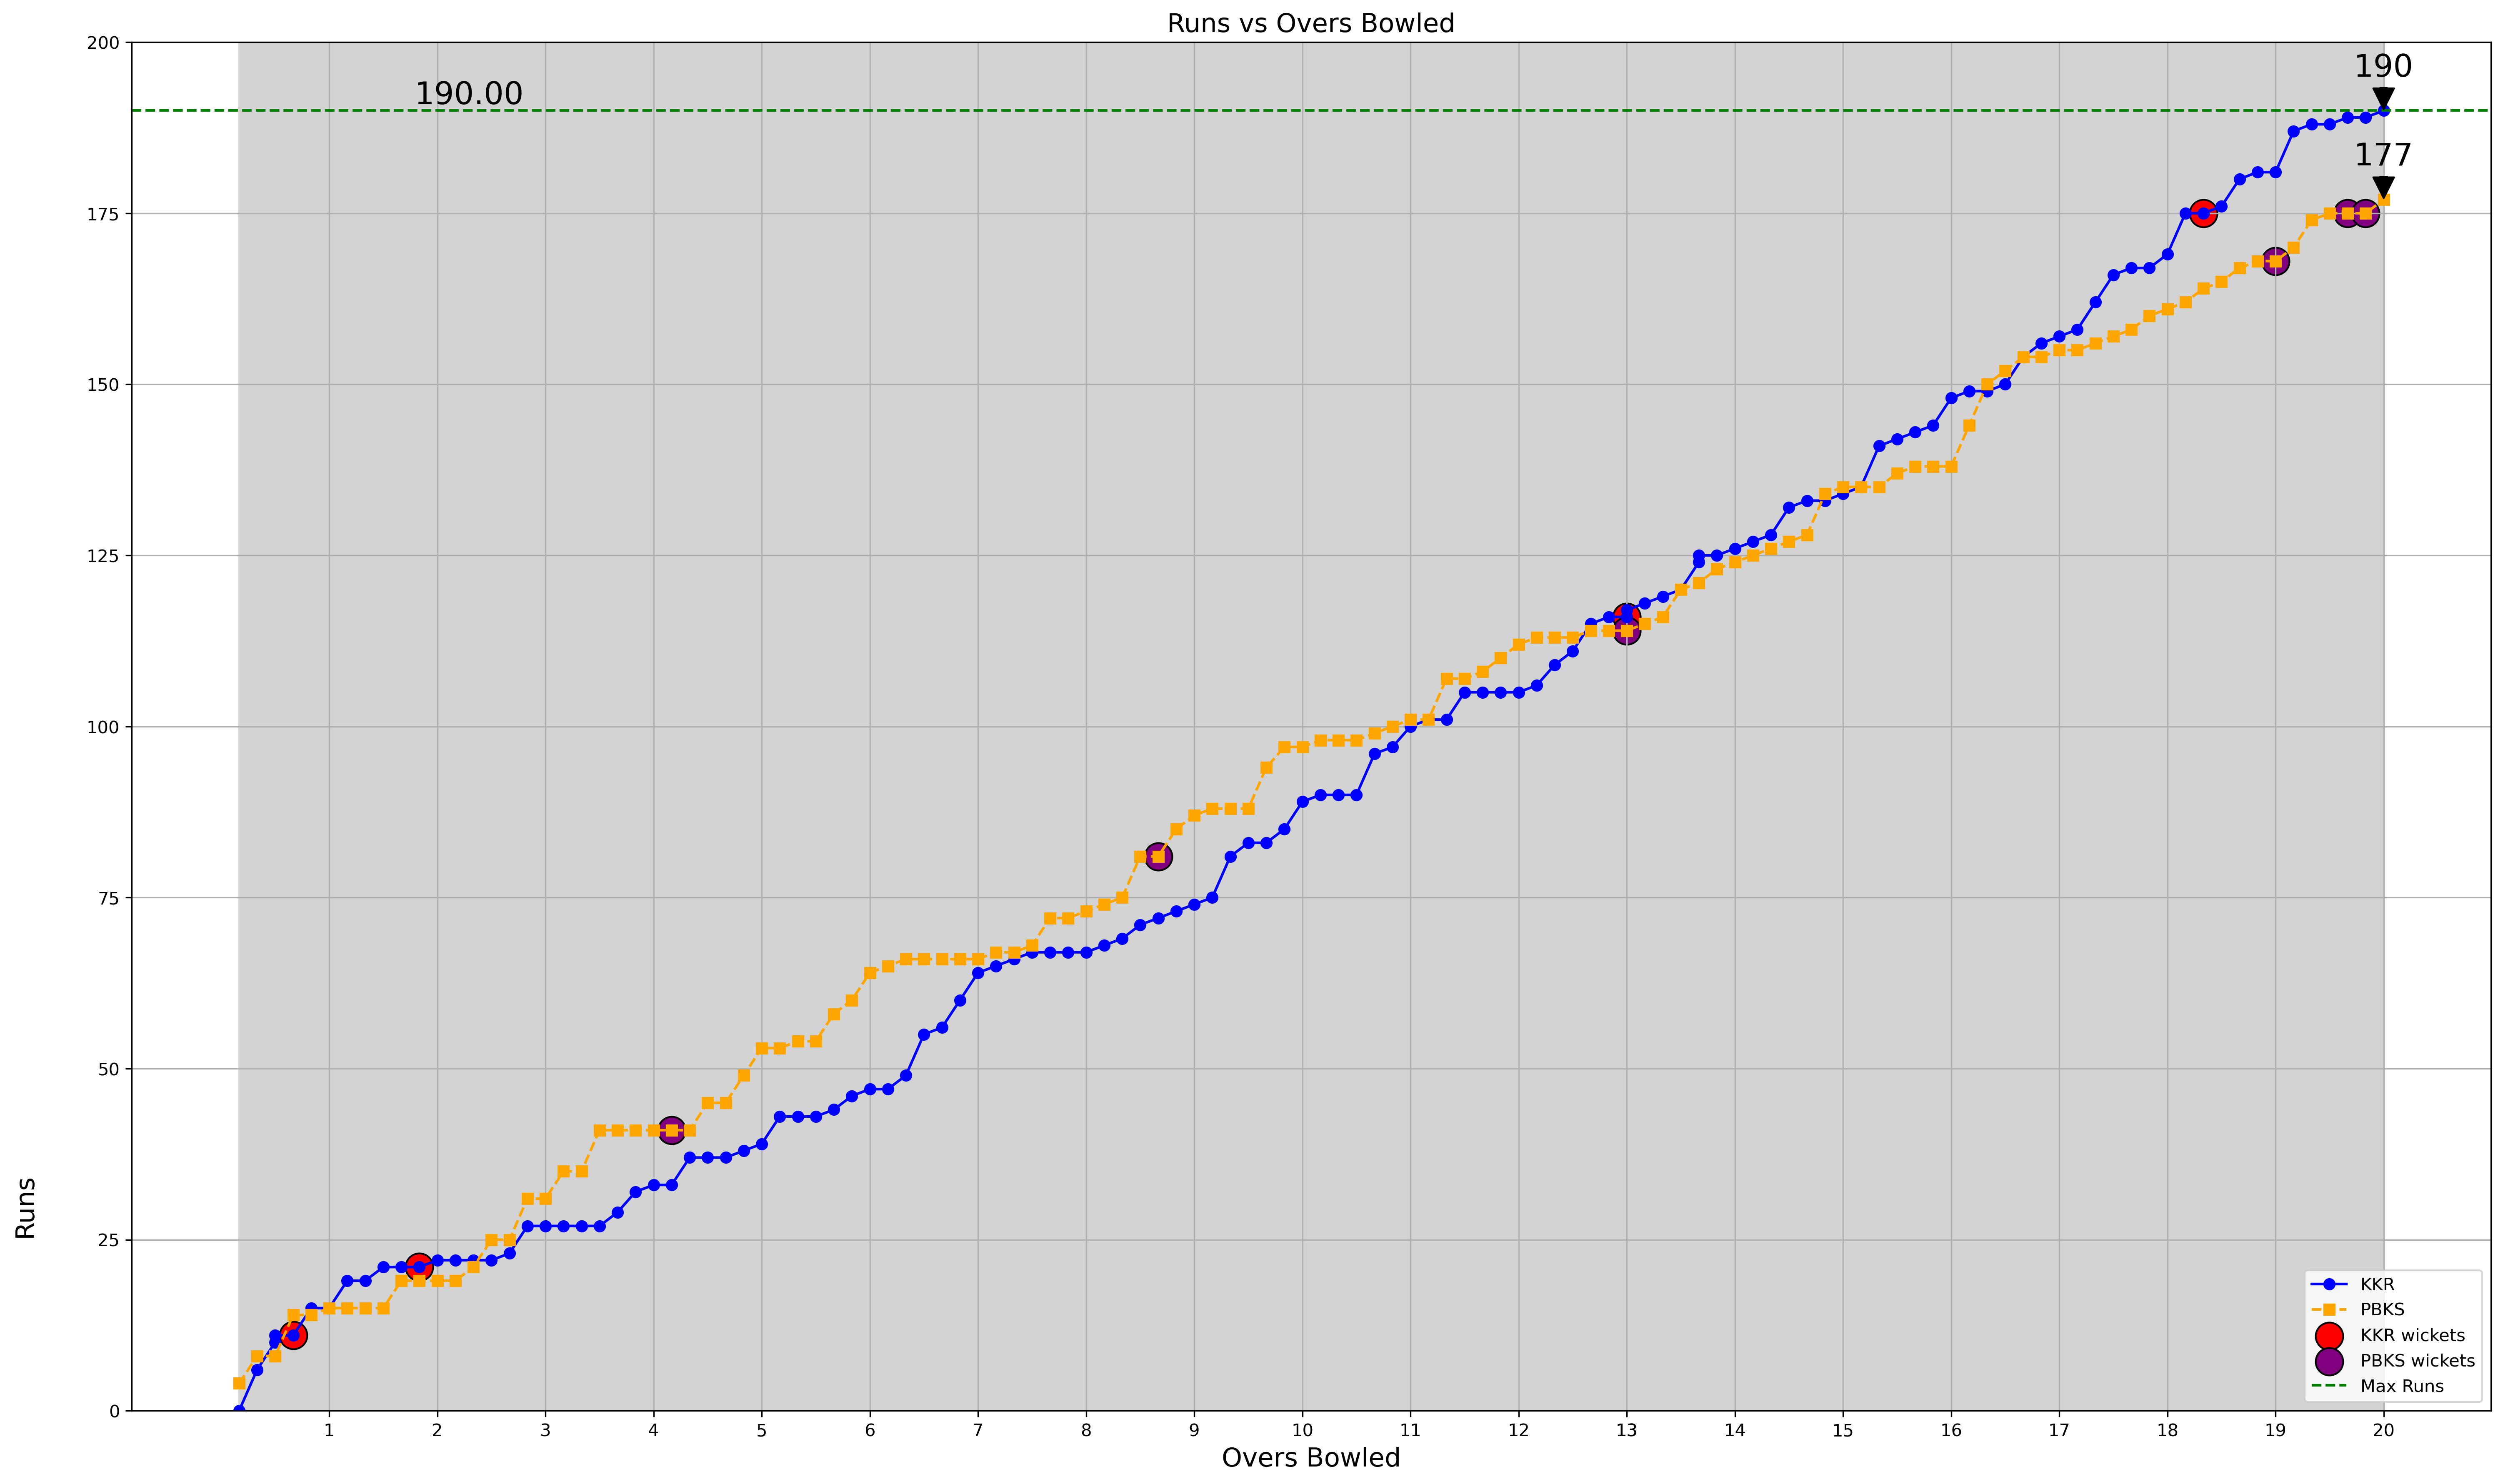 Runs vs Overs Bowled
200
175
150
125
100
75
50
25
0
Runs
190.00
190
177
KKR
PBKS
KKR wickets
PBKS wickets
Max Runs
1 2 3 4 5 6 7 8 9 10 11 12 13 14 15 16 17 18 19 20
Overs Bowled